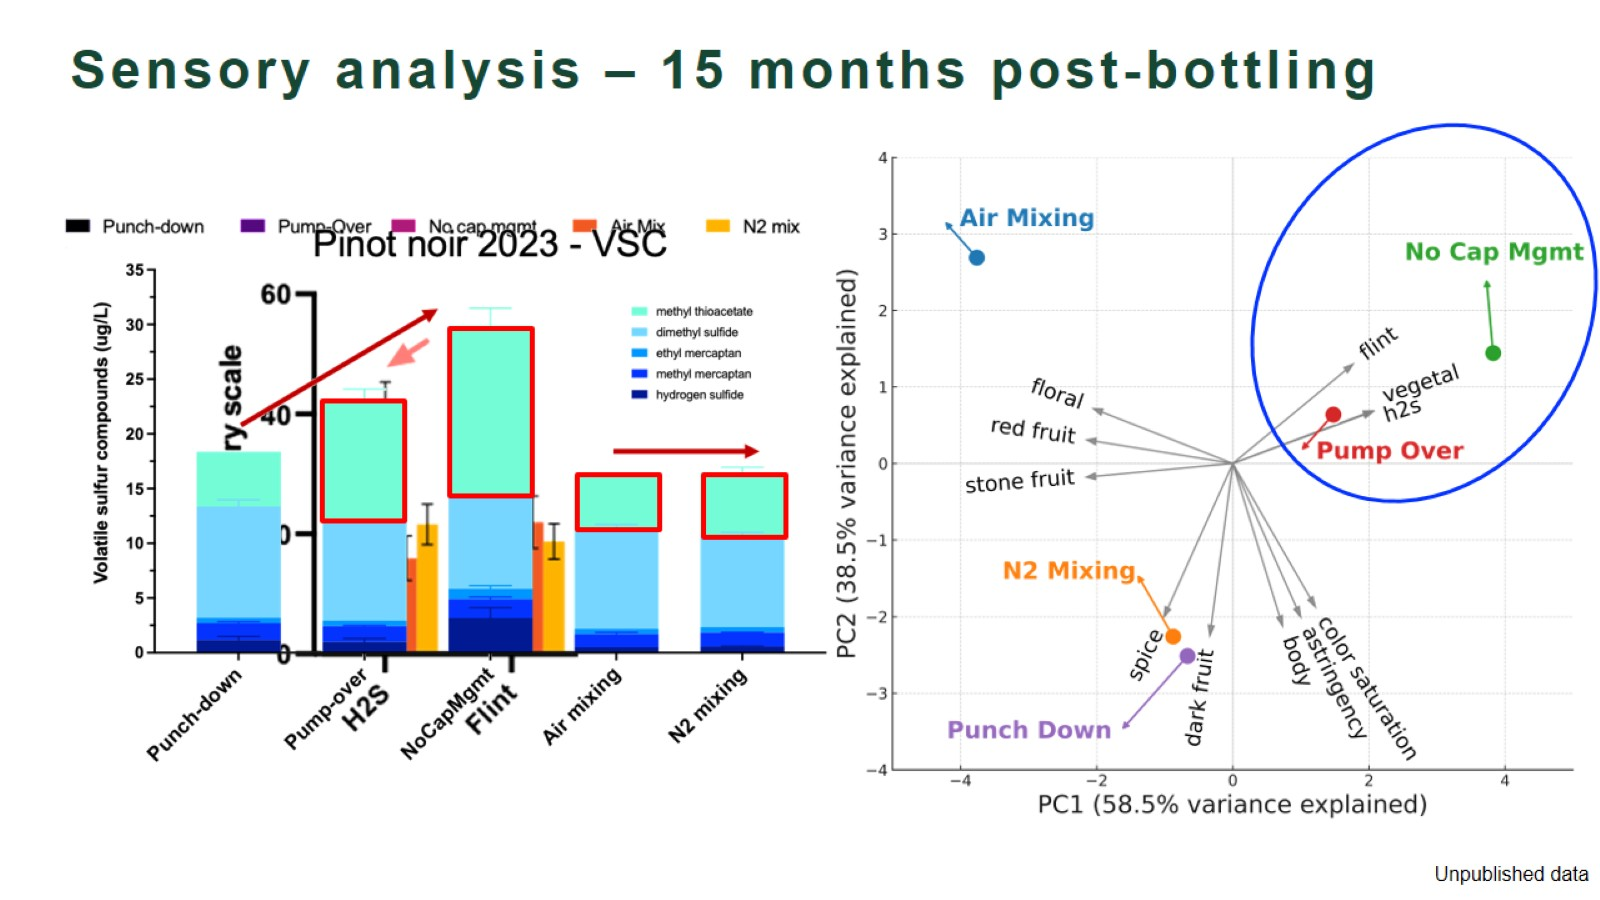 Sensory analysis – 15 months post-bottling
Punch-down
Pump-Over
No cap mgmt
Air Mix
N2 mix
Pinot noir 2023 - VSC
Volatile sulfur compounds (ug/L)
35
30
25
20
15
10
5
0
ry scale
60
40
0
0
methyl thioacetate
dimethyl sulfide
ethyl mercaptan
methyl mercaptan
hydrogen sulfide
Punch-down
Pump-over
NoCapMgmt
Air mixing
N2 mixing
H2S
Flint
PC2 (38.5% variance explained)
4
3
2
1
0
−1
−2
−3
−4
Air Mixing
No Cap Mgmt
flint
vegetal
h2s
Pump Over
floral
red fruit
stone fruit
N2 Mixing
spice
dark fruit
body
astringency
color saturation
Punch Down
−4
−2
0
2
4
PC1 (58.5% variance explained)
Unpublished data